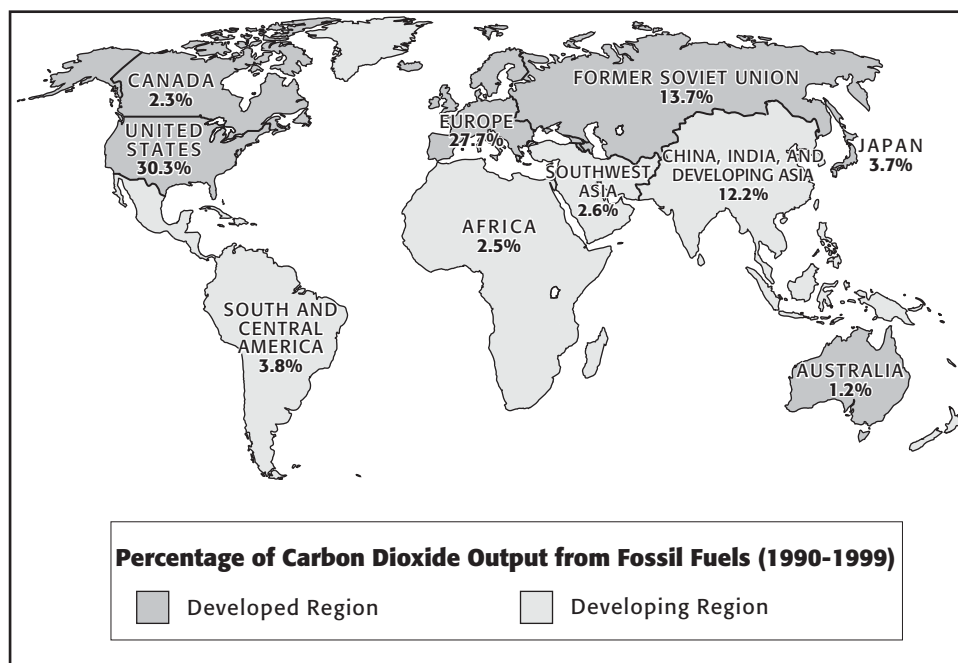 CANADA
2.3%
FORMER SOVIET UNION
13.7%
UNITED
STATES
30.3%
EUROPE
27.7%
JAPAN
3.7%
CHINA, INDIA, AND
DEVELOPING ASIA
12.2%
SOUTHWEST
ASIA
2.6%
AFRICA
2.5%
SOUTH AND
CENTRAL
AMERICA
3.8%
AUSTRALIA
1.2%
Percentage of Carbon Dioxide Output from Fossil Fuels (1990-1999)
Developed Region
Developing Region